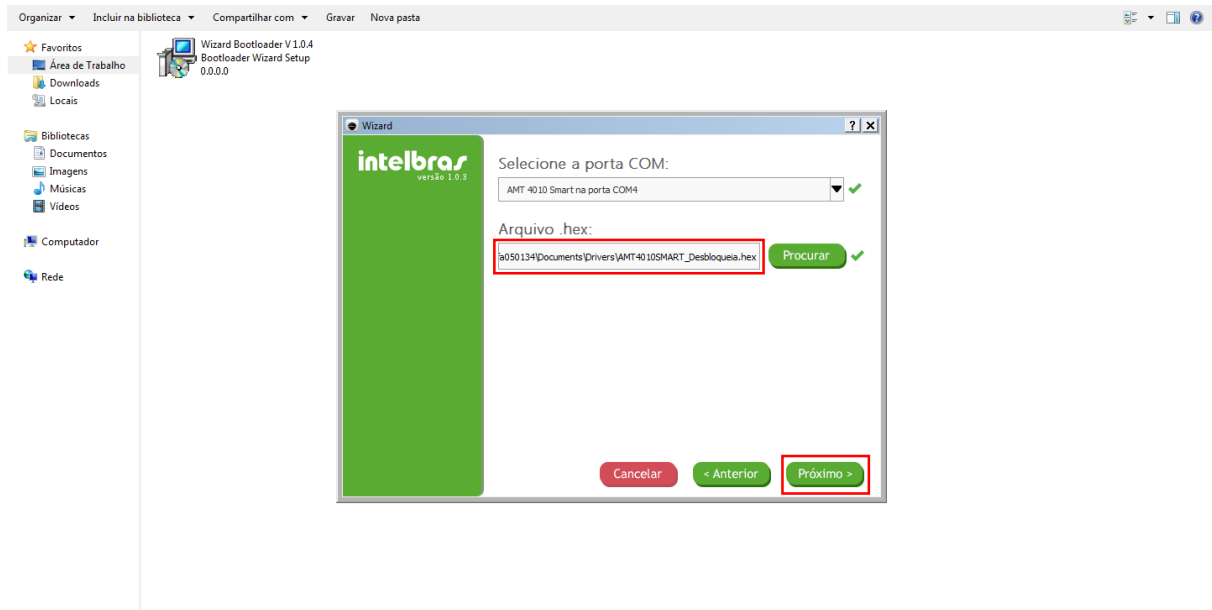 Organizar Incluir na biblioteca Compartilhar com Gravar Nova pasta
Favoritos
Área de Trabalho
Downloads
Locais
Bibliotecas
Documentos
Imagens
Músicas
Vídeos
Computador
Rede
Wizard Bootloader V 1.0.4
Bootloader Wizard Setup
0.0.0.0
Wizard
intelbras
versão 1.0.3
Selecione a porta COM:
AMT 4010 Smart na porta COM4
Arquivo .hex:
a050134\Documents\Drivers\AMT4010SMART_Desbloqueia.hex
Procurar
Cancelar
< Anterior
Próximo >